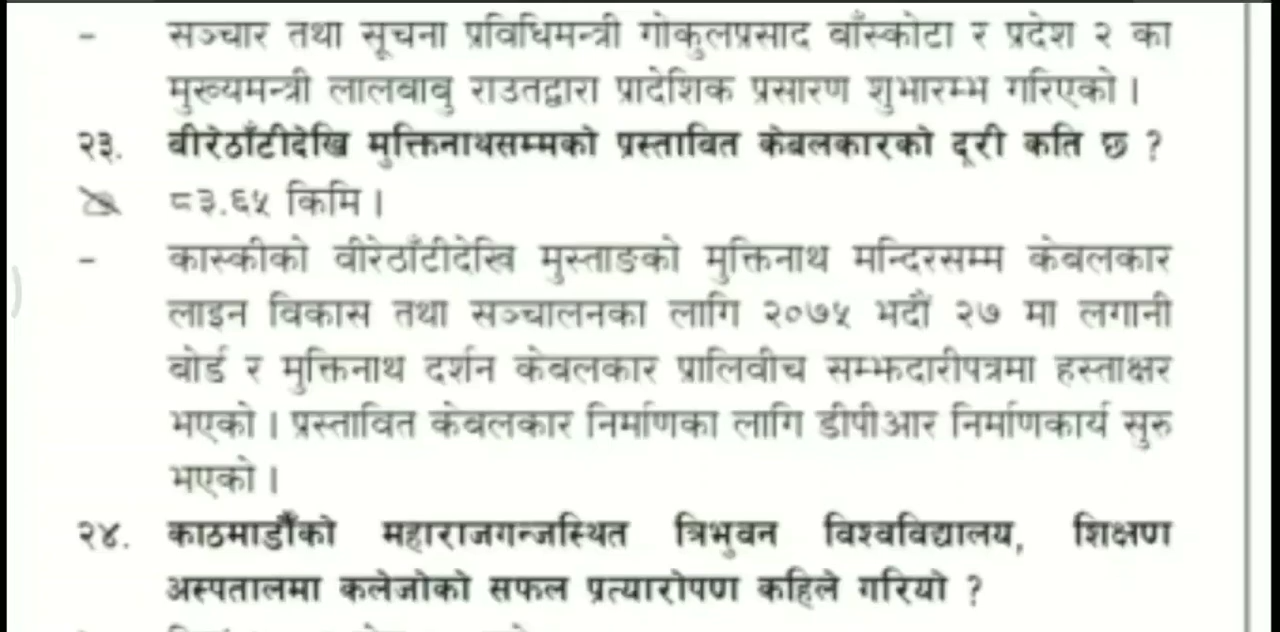 - सञ्चार तथा सूचना प्रविधिमन्त्री गोकुलप्रसाद बाँस्कोटा र प्रदेश २ का
मुख्यमन्त्री लालबाबु राउतद्वारा प्रादेशिक प्रसारण शुभारम्भ गरिएको ।
२३. वीरेठाँटीदेखि मुक्तिनाथसम्मको प्रस्तावित केबलकारको दूरी कति छ ?
८३.६५ किमि ।
- कास्कीको वीरेठाँटीदेखि मुस्ताङको मुक्तिनाथ मन्दिरसम्म केबलकार
लाइन विकास तथा सञ्चालनका लागि २०७५ भदौ २७ मा लगानी
बोर्ड र मुक्तिनाथ दर्शन केबलकार प्रालिवीच सम्झदारीपत्रमा हस्ताक्षर
भएको । प्रस्तावित केबलकार निर्माणका लागि डीपीआर निर्माणकार्य सुरु
भएको ।
२४. काठमाडौँको महाराजगन्जस्थित त्रिभुवन विश्वविद्यालय, शिक्षण
अस्पतालमा कलेजोको सफल प्रत्यारोपण कहिले गरियो ?